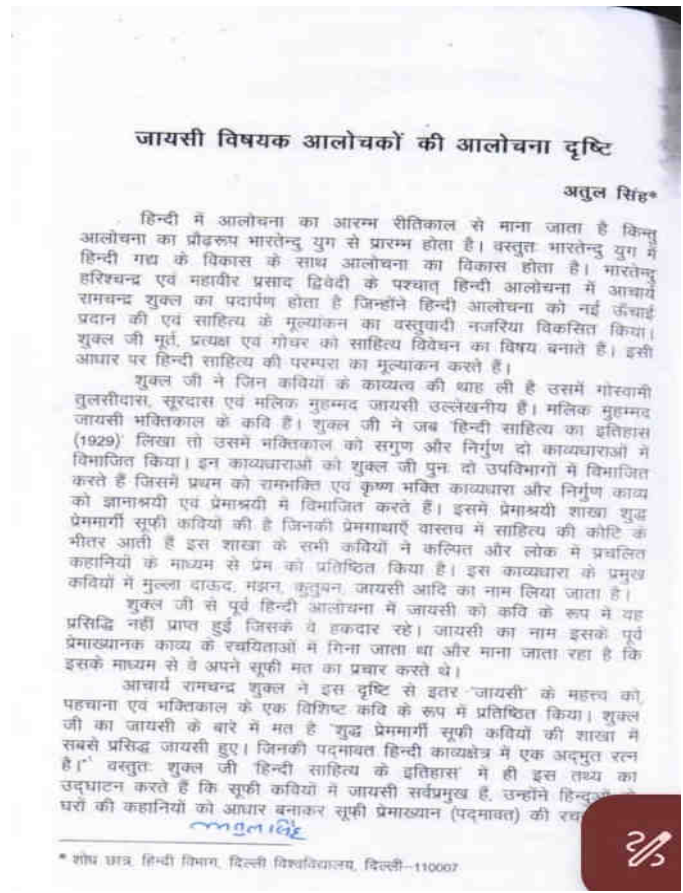 जायसी विषयक आलोचकों की आलोचना दृष्टि
अतुल सिंह*
हिन्दी में आलोचना का आरम्भ रीतिकाल से माना जाता है किन्तु
आलोचना का प्रौढ़रूप भारतेन्दु युग से प्रारम्भ होता है। वस्तुतः भारतेन्दु युग में
हिन्दी गद्य के विकास के साथ आलोचना का विकास होता है। भारतेन्दु
हरिश्चन्द्र एवं महावीर प्रसाद द्विवेदी के पश्चात् हिन्दी आलोचना में आचार्य
रामचन्द्र शुक्ल का पदार्पण होता है जिन्होंने हिन्दी आलोचना को नई ऊँचाई
प्रदान की एवं साहित्य के मूल्यांकन का वस्तुवादी नजरिया विकसित किया।
शुक्ल जी मूर्त, प्रत्यक्ष एवं गोचर को साहित्य विवेचन का विषय बनाते है। इसी
आधार पर हिन्दी साहित्य की परम्परा का मूल्यांकन करते हैं।
शुक्ल जी ने जिन कवियों के काव्यत्व की थाह ली है उसमें गोस्वामी
तुलसीदास, सूरदास एवं मलिक मुहम्मद जायसी उल्लेखनीय हैं। मलिक मुहम्मद
जायसी भक्तिकाल के कवि हैं। शुक्ल जी ने जब 'हिन्दी साहित्य का इतिहास
(1929)' लिखा तो उसमें भक्तिकाल को सगुण और निर्गुण दो काव्यधाराओं में
विभाजित किया। इन काव्यधाराओं को शुक्ल जी पुनः दो उपविभागों में विभाजित
करते हैं जिसमें प्रथम को रामभक्ति एवं कृष्ण भक्ति काव्यधारा और निर्गुण काव्य
को ज्ञानाश्रयी एवं प्रेमाश्रयी में विभाजित करते हैं। इसमें प्रेमाश्रयी शाखा शुद्ध
प्रेममार्गी सूफी कवियों की है जिनकी प्रेमगाथाएँ वास्तव में साहित्य की कोटि के
भीतर आती हैं इस शाखा के सभी कवियों ने कल्पित और लोक में प्रचलित
कहानियों के माध्यम से प्रेम को प्रतिष्ठित किया है। इस काव्यधारा के प्रमुख
कवियों में मुल्ला दाऊद, मंझन, कुतुबन, जायसी आदि का नाम लिया जाता है।
शुक्ल जी से पूर्व हिन्दी आलोचना में जायसी को कवि के रूप में वह
प्रसिद्धि नहीं प्राप्त हुई जिसके वे हकदार रहे। जायसी का नाम इसके पूर्व
प्रेमाख्यानक काव्य के रचयिताओं में गिना जाता था और माना जाता रहा है कि
इसके माध्यम से वे अपने सूफी मत का प्रचार करते थे।
आचार्य रामचन्द्र शुक्ल ने इस दृष्टि से इतर 'जायसी' के महत्त्व को,
पहचाना एवं भक्तिकाल के एक विशिष्ट कवि के रूप में प्रतिष्ठित किया। शुक्ल
जी का जायसी के बारे में मत है "शुद्ध प्रेममार्गी सूफी कवियों की शाखा में
सबसे प्रसिद्ध जायसी हुए। जिनकी पद्मावत हिन्दी काव्यक्षेत्र में एक अद्भुत रत्न
है।"¹ वस्तुतः शुक्ल जी 'हिन्दी साहित्य के इतिहास' में ही इस तथ्य का
उद्घाटन करते हैं कि सूफी कवियों में जायसी सर्वप्रमुख हैं, उन्होंने
घरों की कहानियों को आधार बनाकर सूफी प्रेमाख्यान (पद्मावत) की
अतुल सिंह
* शोध छात्र, हिन्दी विभाग, दिल्ली विश्वविद्यालय, दिल्ली-110007